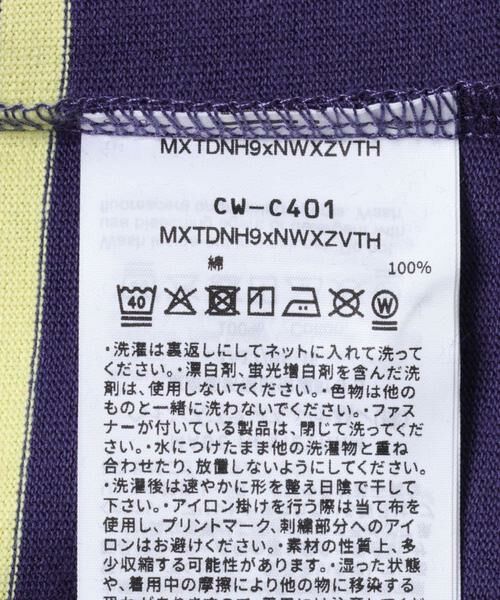 MXTDNH9xNWXZVTH
CW-C401
MXTDNH9xNWXZVTH
綿 100%
40 W
・洗濯は裏返しにしてネットに入れて洗って
ください。・漂白剤、蛍光増白剤を含んだ洗
剤は、使用しないでください。・色物は他の
ものと一緒に洗わないでください。・ファス
ナーが付いている製品は、閉じて洗ってくだ
さい。・水につけたまま他の洗濯物と重ね
合わせたり、放置しないようにしてください。
・洗濯後は速やかに形を整え日陰で干して
下さい。・アイロン掛けを行う際は当て布を
使用し、プリントマーク、刺繍部分へのアイ
ロンはお避けください。・素材の性質上、多
少収縮する可能性があります。・湿った状態
や、着用中の摩擦により他の物に移染する